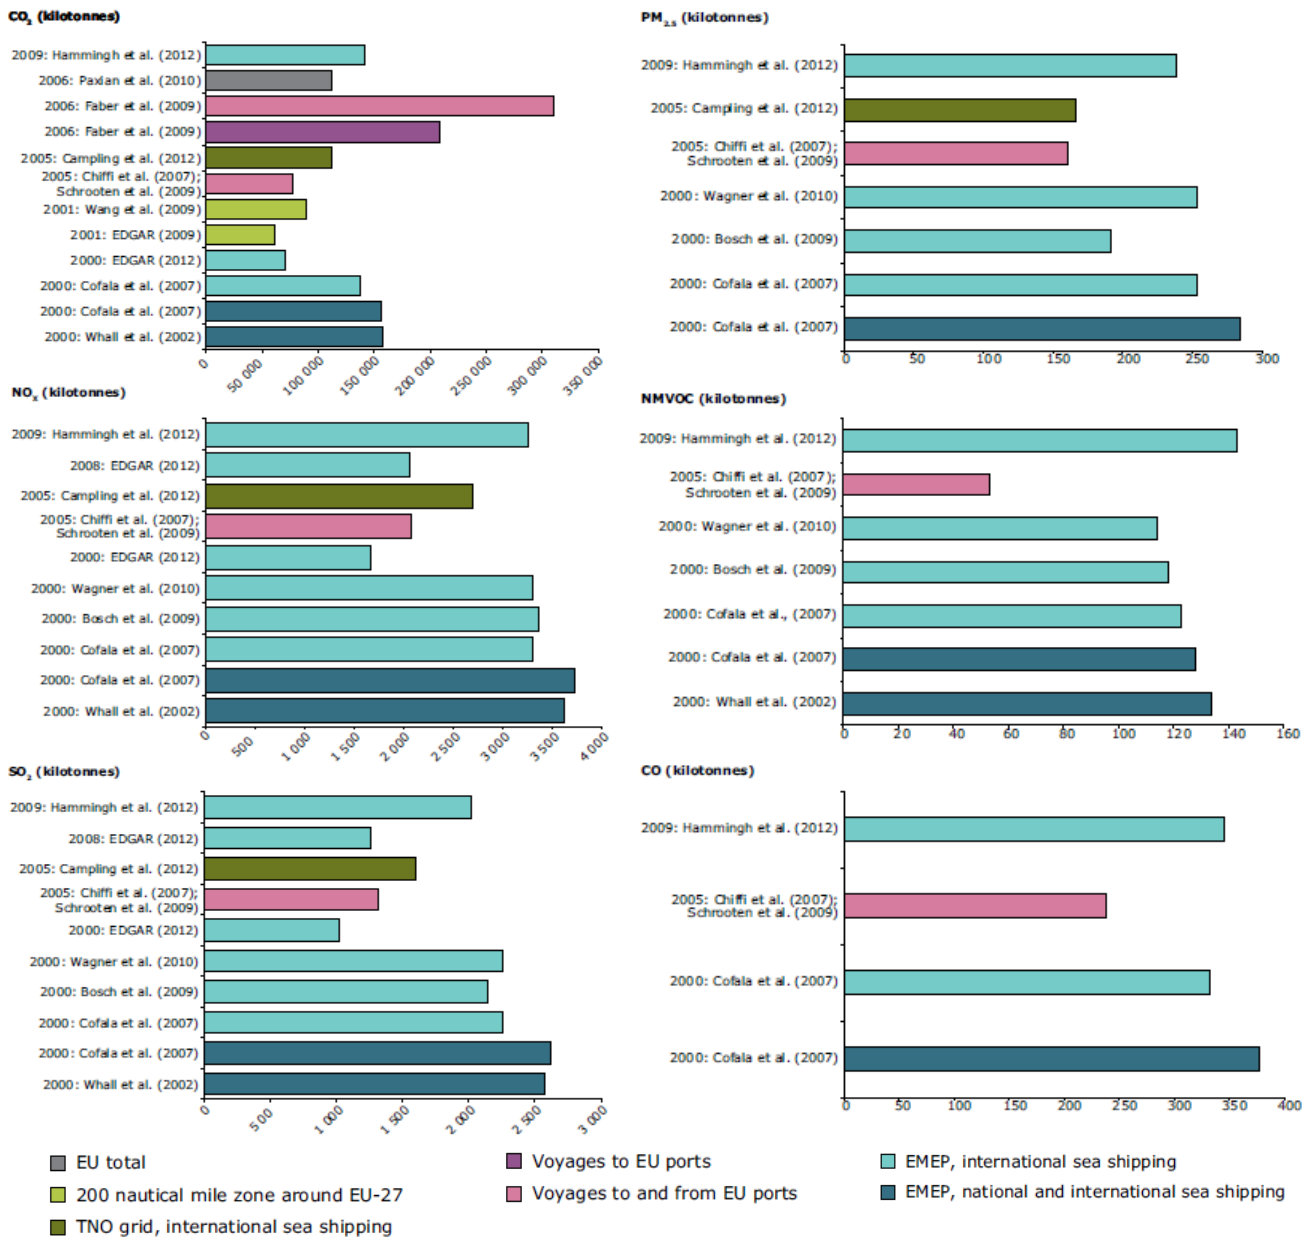 CO₂ (kilotonnes)
2009: Hammingh et al. (2012)
2006: Paxian et al. (2010)
2006: Faber et al. (2009)
2006: Faber et al. (2009)
2005: Campling et al. (2012)
2005: Chiffi et al. (2007);
Schrooten et al. (2009)
2001: Wang et al. (2009)
2001: EDGAR (2009)
2000: EDGAR (2012)
2000: Cofala et al. (2007)
2000: Cofala et al. (2007)
2000: Whall et al. (2002)
0 50 000 100 000 150 000 200 000 250 000 300 000 350 000
PM₂.₅ (kilotonnes)
2009: Hammingh et al. (2012)
2005: Campling et al. (2012)
2005: Chiffi et al. (2007);
Schrooten et al. (2009)
2000: Wagner et al. (2010)
2000: Bosch et al. (2009)
2000: Cofala et al. (2007)
2000: Cofala et al. (2007)
0 50 100 150 200 250 300
NOₓ (kilotonnes)
2009: Hammingh et al. (2012)
2008: EDGAR (2012)
2005: Campling et al. (2012)
2005: Chiffi et al. (2007);
Schrooten et al. (2009)
2000: EDGAR (2012)
2000: Wagner et al. (2010)
2000: Bosch et al. (2009)
2000: Cofala et al. (2007)
2000: Cofala et al. (2007)
2000: Whall et al. (2002)
0 500 1 000 1 500 2 000 2 500 3 000 3 500 4 000
NMVOC (kilotonnes)
2009: Hammingh et al. (2012)
2005: Chiffi et al. (2007);
Schrooten et al. (2009)
2000: Wagner et al. (2010)
2000: Bosch et al. (2009)
2000: Cofala et al., (2007)
2000: Cofala et al. (2007)
2000: Whall et al. (2002)
0 20 40 60 80 100 120 140 160
SO₂ (kilotonnes)
2009: Hammingh et al. (2012)
2008: EDGAR (2012)
2005: Campling et al. (2012)
2005: Chiffi et al. (2007);
Schrooten et al. (2009)
2000: EDGAR (2012)
2000: Wagner et al. (2010)
2000: Bosch et al. (2009)
2000: Cofala et al. (2007)
2000: Cofala et al. (2007)
2000: Whall et al. (2002)
0 500 1 000 1 500 2 000 2 500 3 000
CO (kilotonnes)
2009: Hammingh et al. (2012)
2005: Chiffi et al. (2007);
Schrooten et al. (2009)
2000: Cofala et al. (2007)
2000: Cofala et al. (2007)
0 50 100 150 200 250 300 350 400
EU total
200 nautical mile zone around EU-27
TNO grid, international sea shipping
Voyages to EU ports
Voyages to and from EU ports
EMEP, international sea shipping
EMEP, national and international sea shipping